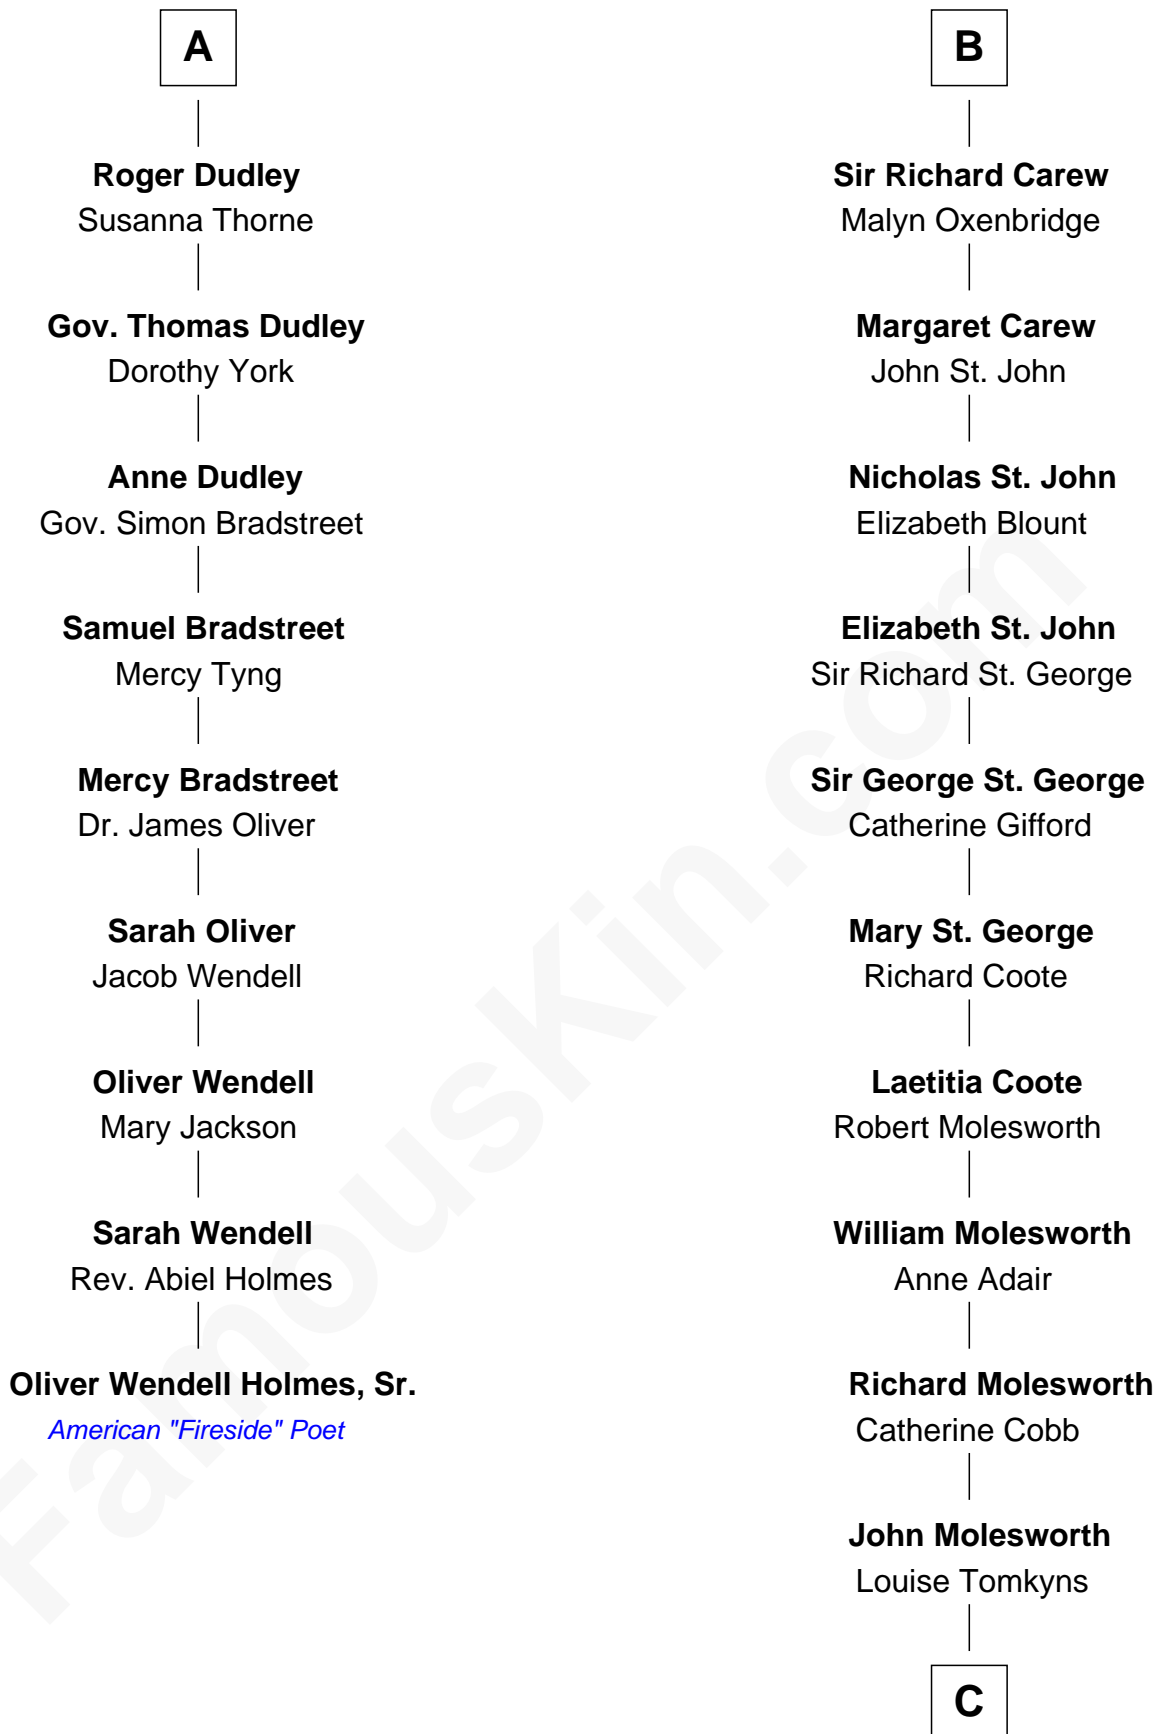 A
Roger Dudley
Susanna Thorne
Gov. Thomas Dudley
Dorothy York
Anne Dudley
Gov. Simon Bradstreet
Samuel Bradstreet
Mercy Tyng
Mercy Bradstreet
Dr. James Oliver
Sarah Oliver
Jacob Wendell
Oliver Wendell
Mary Jackson
Sarah Wendell
Rev. Abiel Holmes
Oliver Wendell Holmes, Sr.
American "Fireside" Poet
B
Sir Richard Carew
Malyn Oxenbridge
Margaret Carew
John St. John
Nicholas St. John
Elizabeth Blount
Elizabeth St. John
Sir Richard St. George
Sir George St. George
Catherine Gifford
Mary St. George
Richard Coote
Laetitia Coote
Robert Molesworth
William Molesworth
Anne Adair
Richard Molesworth
Catherine Cobb
John Molesworth
Louise Tomkyns
C
FamousKin.com